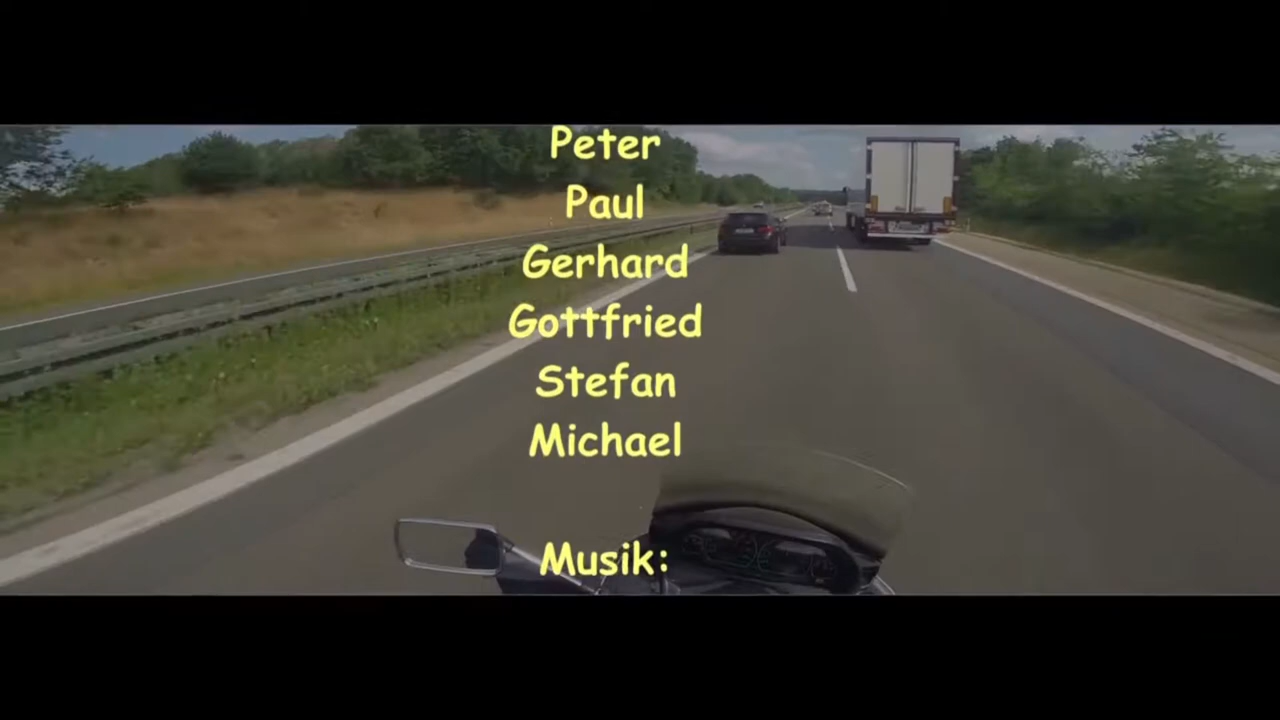 Peter
Paul
Gerhard
Gottfried
Stefan
Michael
Musik: